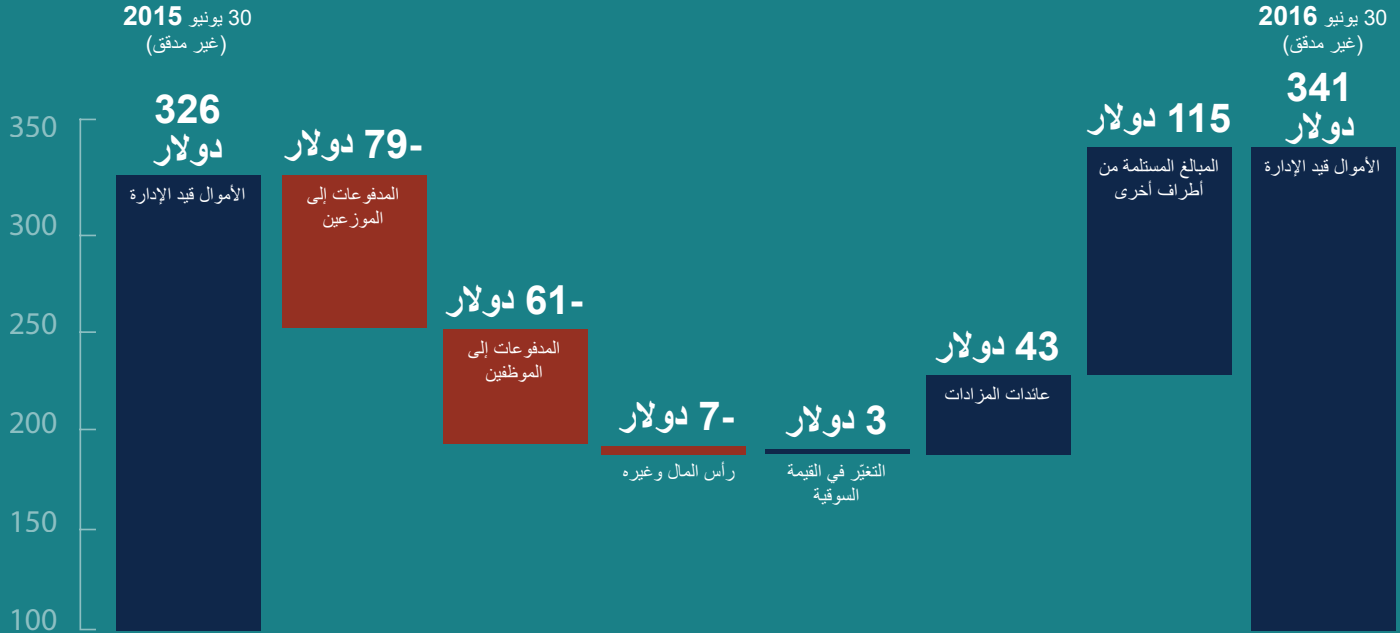 30 يونيو 2015
(غير مدقق)
326
دولار
الأموال قيد الإدارة
-79 دولار
المدفوعات إلى
الموزعين
-61 دولار
المدفوعات إلى
الموظفين
-7 دولار
رأس المال وغيره
3 دولار
التغيّر في القيمة
السوقية
43 دولار
عائدات المزادات
115 دولار
المبالغ المستلمة من
أطراف أخرى
30 يونيو 2016
(غير مدقق)
341
دولار
الأموال قيد الإدارة
350
300
250
200
150
100